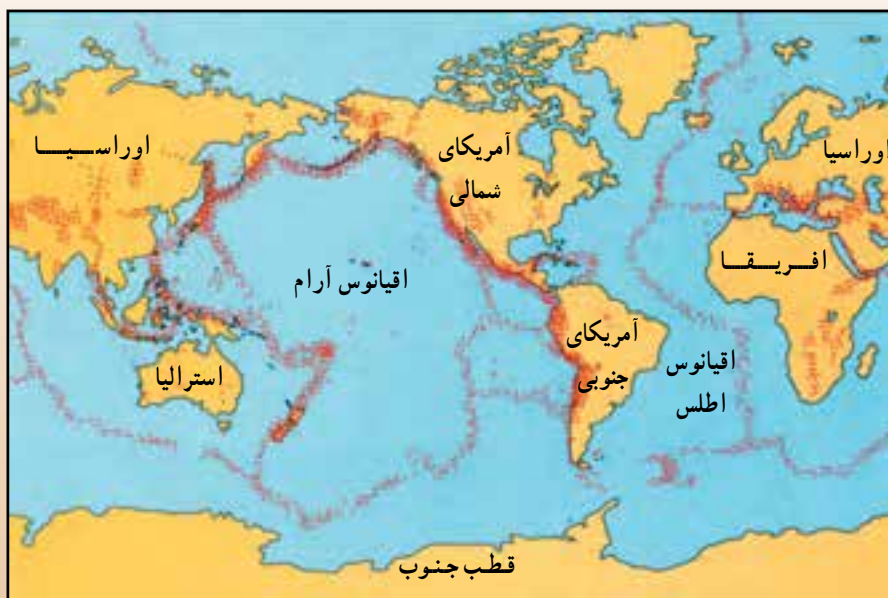 اوراسیا
آمریکای
شمالی
اوراسیا
افریقا
اقیانوس آرام
آمریکای
جنوبی
اقیانوس
اطلس
استرالیا
قطب جنوب